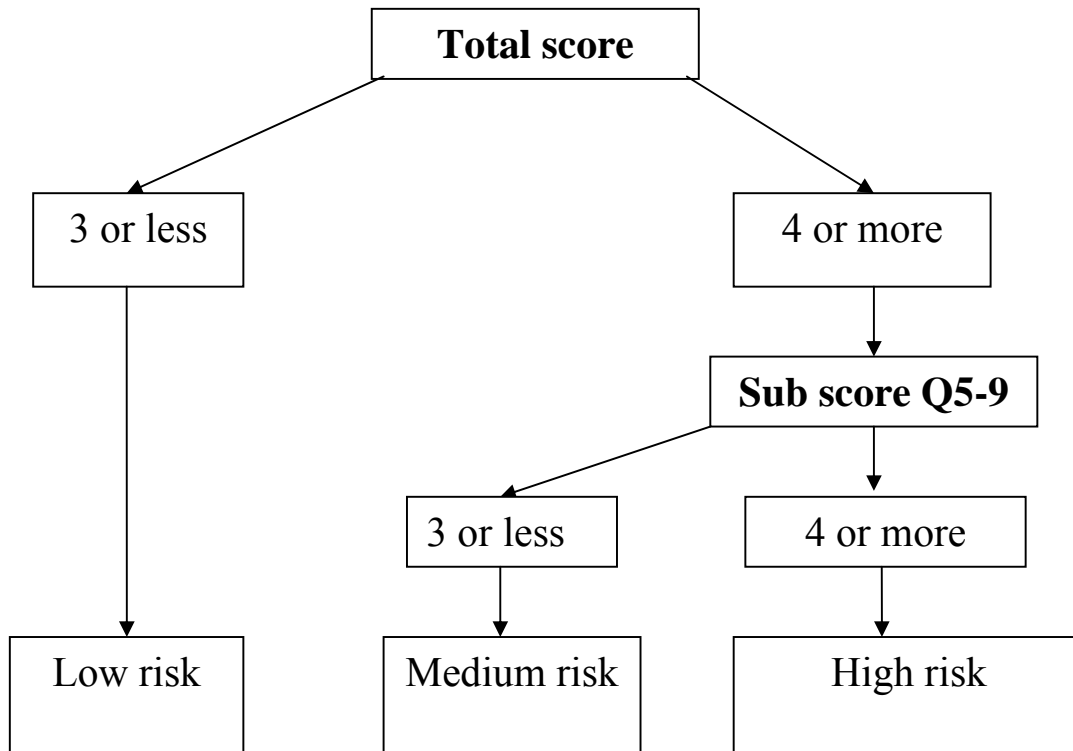 Total score
3 or less
4 or more
Sub score Q5-9
3 or less
4 or more
Low risk
Medium risk
High risk